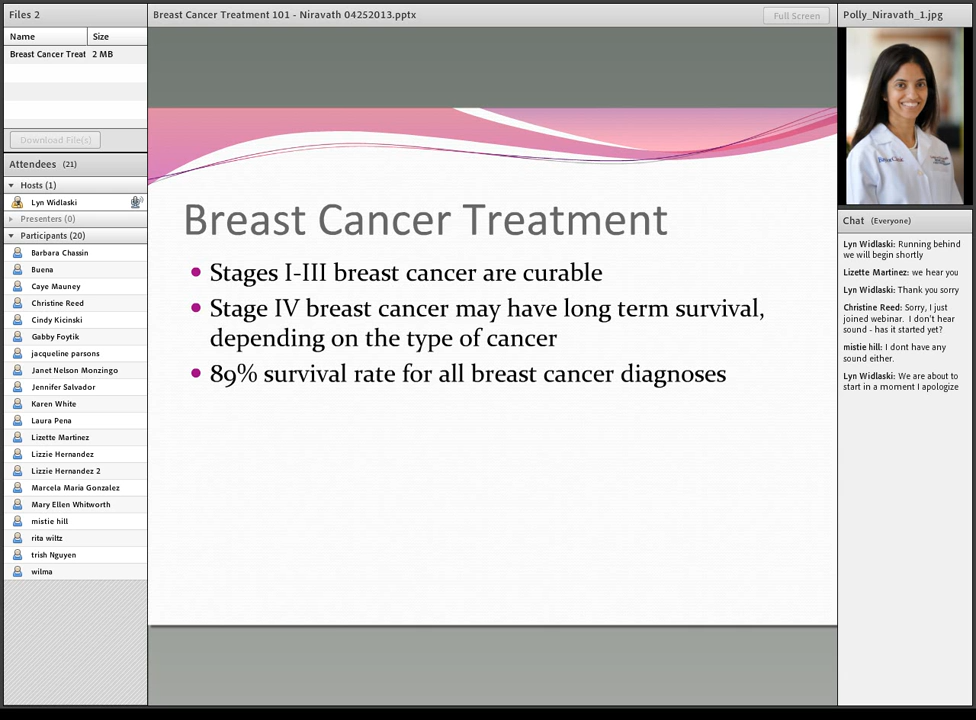 Files 2
Name Size
Breast Cancer Treat 2 MB
Download File(s)
Attendees (21)
Hosts (1)
Lyn Widlaski
Presenters (0)
Participants (20)
Barbara Chassin
Buena
Caye Mauney
Christine Reed
Cindy Kicinski
Gabby Foytik
jacqueline parsons
Janet Nelson Monzingo
Jennifer Salvador
Karen White
Laura Pena
Lizette Martinez
Lizzie Hernandez
Lizzie Hernandez 2
Marcela Maria Gonzalez
Mary Ellen Whitworth
mistie hill
rita wiltz
trish Nguyen
wilma
Breast Cancer Treatment 101 - Niravath 04252013.pptx
Full Screen
Breast Cancer Treatment
• Stages I-III breast cancer are curable
• Stage IV breast cancer may have long term survival,
depending on the type of cancer
• 89% survival rate for all breast cancer diagnoses
Polly_Niravath_1.jpg
Chat (Everyone)
Lyn Widlaski: Running behind
we will begin shortly
Lizette Martinez: we hear you
Lyn Widlaski: Thank you sorry
Christine Reed: Sorry, I just
joined webinar. I don't hear
sound - has it started yet?
mistie hill: I dont have any
sound either.
Lyn Widlaski: We are about to
start in a moment I apologize